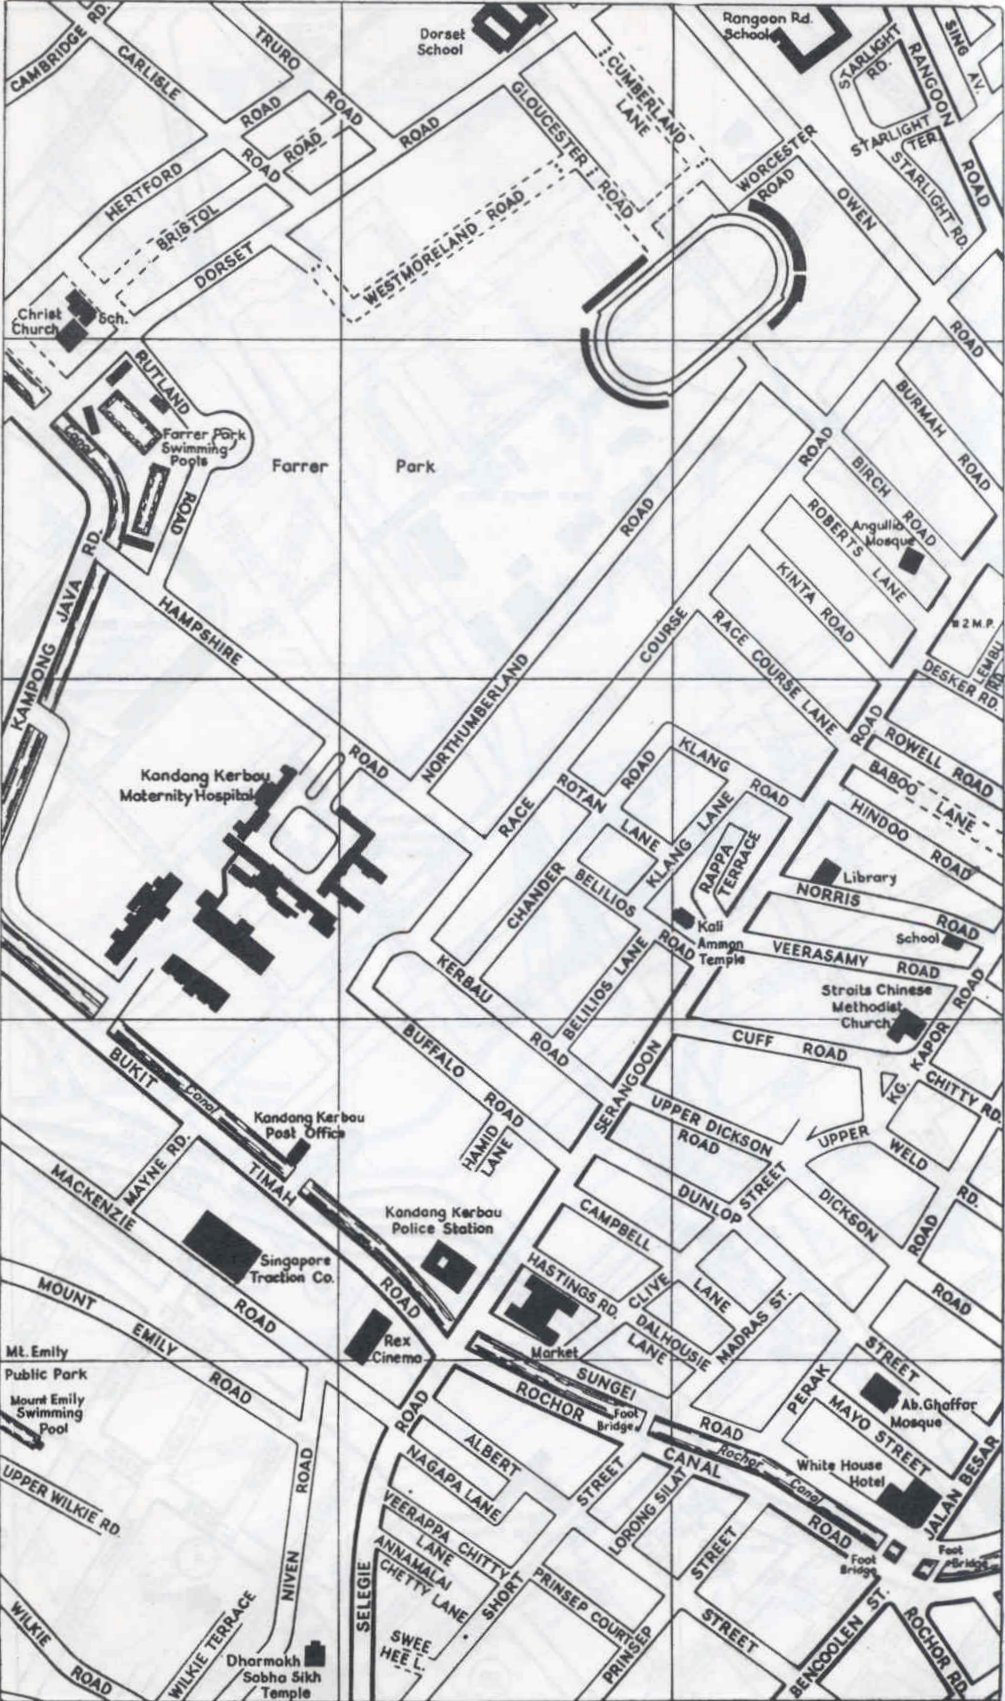 CAMBRIDGE RD.
CARLISLE
ROAD
TRURO
ROAD
Dorset
School
Rangoon Rd.
School
STARLIGHT
RD.
RANGOON
ROAD
SING
AV.
CUMBERLAND
LANE
GLOUCESTER
ROAD
ROAD
ROAD
ROAD
STARLIGHT
TER.
STARLIGHT RD.
WORCESTER
ROAD
OWEN
ROAD
HERTFORD
BRISTOL
DORSET
WESTMORELAND ROAD
Christ
Church
Sch.
RUTLAND
ROAD
Canal
Farrer Park
Swimming
Pools
Farrer Park
BURMAH ROAD
ROAD
BIRCH ROAD
Angullia
Mosque
ROBERTS LANE
KINTA ROAD
2 M.P.
LEMBU
RD.
DESKER RD.
KAMPONG JAVA RD.
HAMPSHIRE
ROAD
NORTHUMBERLAND
ROAD
RACE
COURSE
RACE COURSE LANE
ROAD
ROWELL ROAD
BABOO LANE
HINDOO ROAD
Kandang Kerbau
Maternity Hospital
ROTAN
LANE
ROAD
KLANG
ROAD
KLANG LANE
RAPPA
TERRACE
Library
NORRIS
ROAD
CHANDER
BELILIOS
ROAD
Kali
Amman
Temple
School
VEERASAMY ROAD
KERBAU
ROAD
BELILIOS LANE
Straits Chinese
Methodist
Church
KG. KAPOR ROAD
CUFF ROAD
CHITTY RD.
BUKIT
TIMAH
ROAD
Canal
BUFFALO
ROAD
SERANGOON
HAMID
LANE
UPPER DICKSON
ROAD
UPPER
WELD
RD.
Kandang Kerbau
Post Office
MAYNE RD.
MACKENZIE
ROAD
Kandang Kerbau
Police Station
CAMPBELL
LANE
DUNLOP
STREET
DICKSON
ROAD
ROAD
Singapore
Traction Co.
HASTINGS RD.
CLIVE
DALHOUSIE
LANE
MADRAS ST.
STREET
MOUNT
EMILY
ROAD
Rex
Cinema
Market
Mt. Emily
Public Park
Mount Emily
Swimming
Pool
SUNGEI
ROAD
ROCHOR
CANAL
ROAD
Foot
Bridge
Rochor
Canal
PERAK
Ab. Ghaffar
Mosque
MAYO STREET
White House
Hotel
JALAN BESAR
UPPER WILKIE RD.
ROAD
ALBERT
STREET
NAGAPA LANE
LORONG SILAT
VEERAPPA CHITTY
LANE
ANNAMALAI
CHETTY LANE
SHORT
STREET
PRINSEP COURT
PRINSEP
STREET
Foot
Bridge
Foot
Bridge
BENCOOLEN ST.
ROCHOR RD.
NIVEN
ROAD
SELEGIE
SWEE
HEE L.
WILKIE
ROAD
WILKIE TERRACE
Dharmakh
Sabha Sikh
Temple